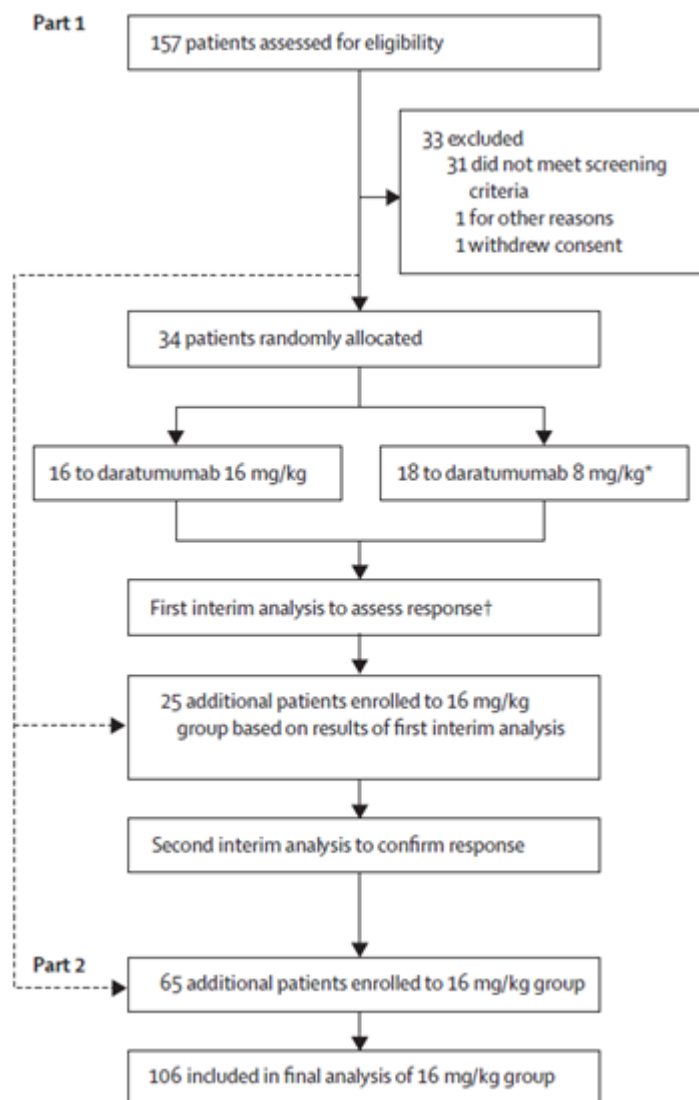 Part 1
157 patients assessed for eligibility
33 excluded
31 did not meet screening
criteria
1 for other reasons
1 withdrew consent
34 patients randomly allocated
16 to daratumumab 16 mg/kg
18 to daratumumab 8 mg/kg*
First interim analysis to assess response†
25 additional patients enrolled to 16 mg/kg
group based on results of first interim analysis
Second interim analysis to confirm response
Part 2
65 additional patients enrolled to 16 mg/kg group
106 included in final analysis of 16 mg/kg group